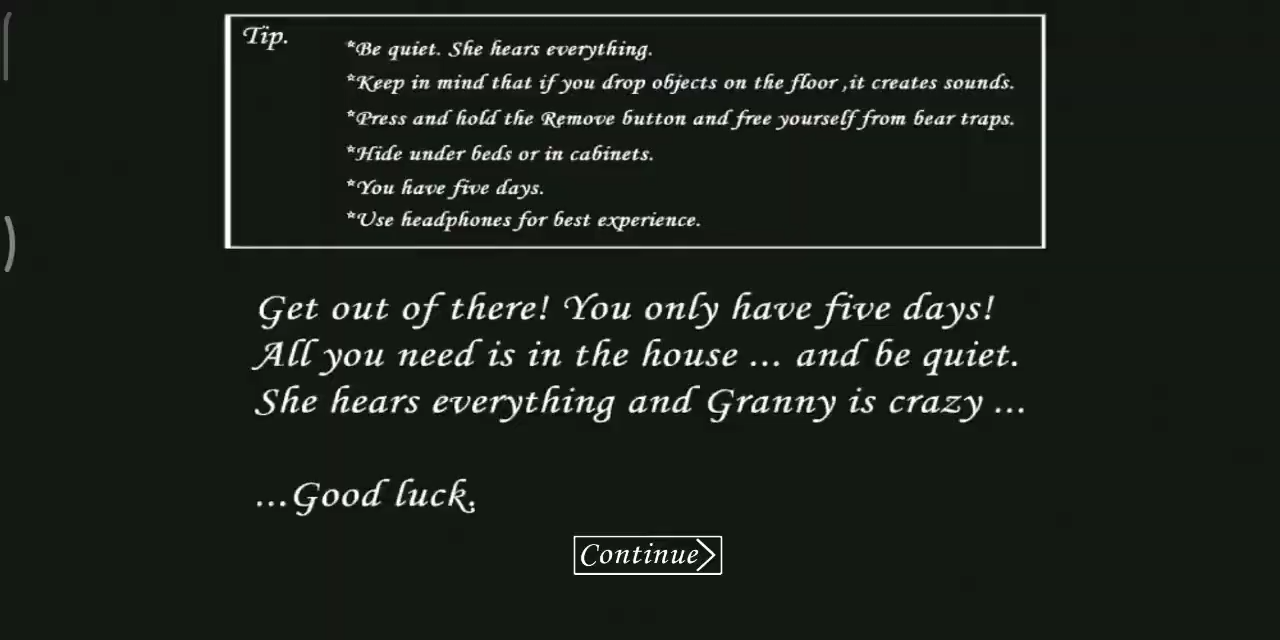 Tip.
*Be quiet. She hears everything.
*Keep in mind that if you drop objects on the floor ,it creates sounds.
*Press and hold the Remove button and free yourself from bear traps.
*Hide under beds or in cabinets.
*You have five days.
*Use headphones for best experience.
Get out of there! You only have five days!
All you need is in the house ... and be quiet.
She hears everything and Granny is crazy ...
...Good luck.
Continue>